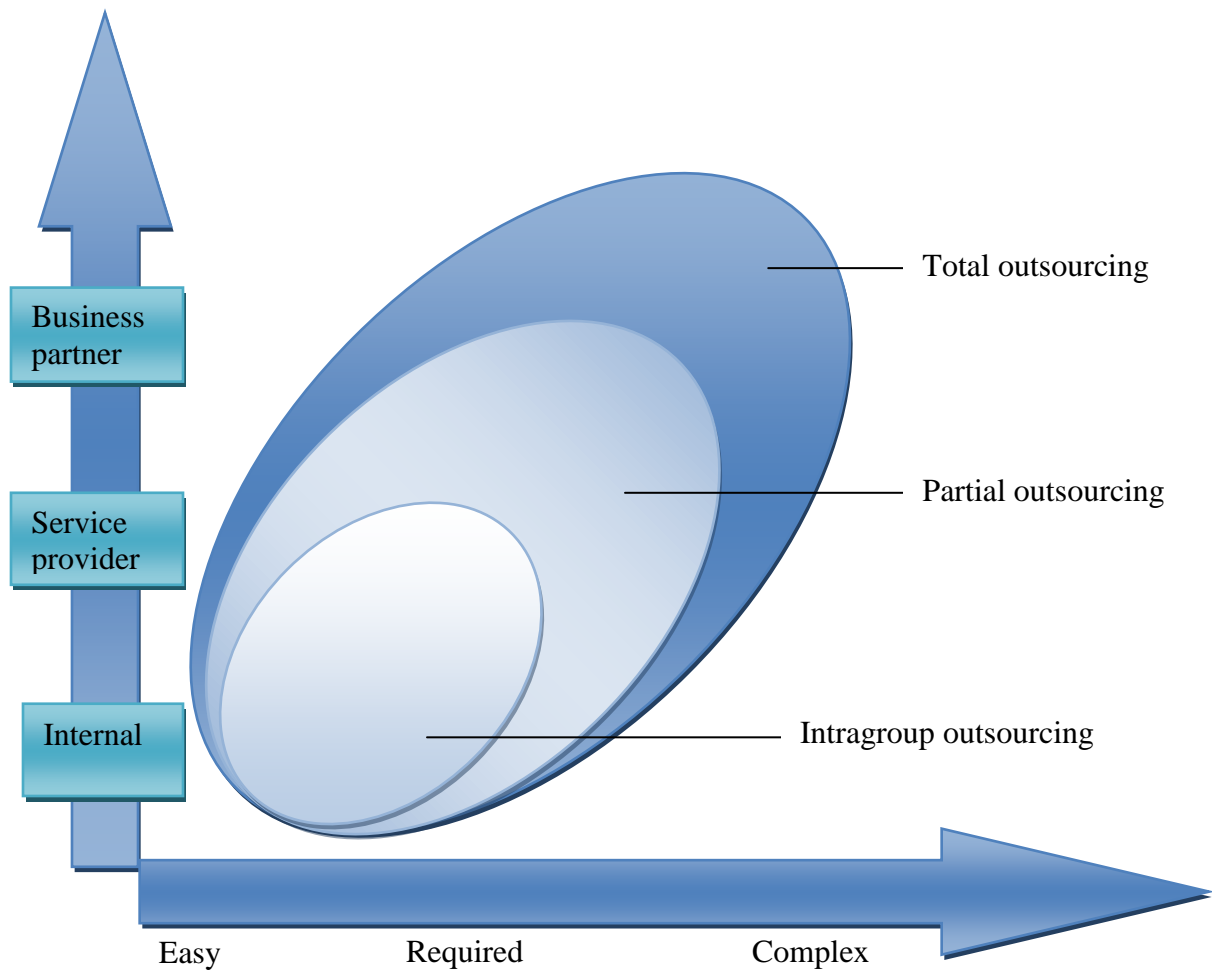 Total outsourcing
Business
partner
Partial outsourcing
Service
provider
Internal
Intragroup outsourcing
Easy
Required
Complex